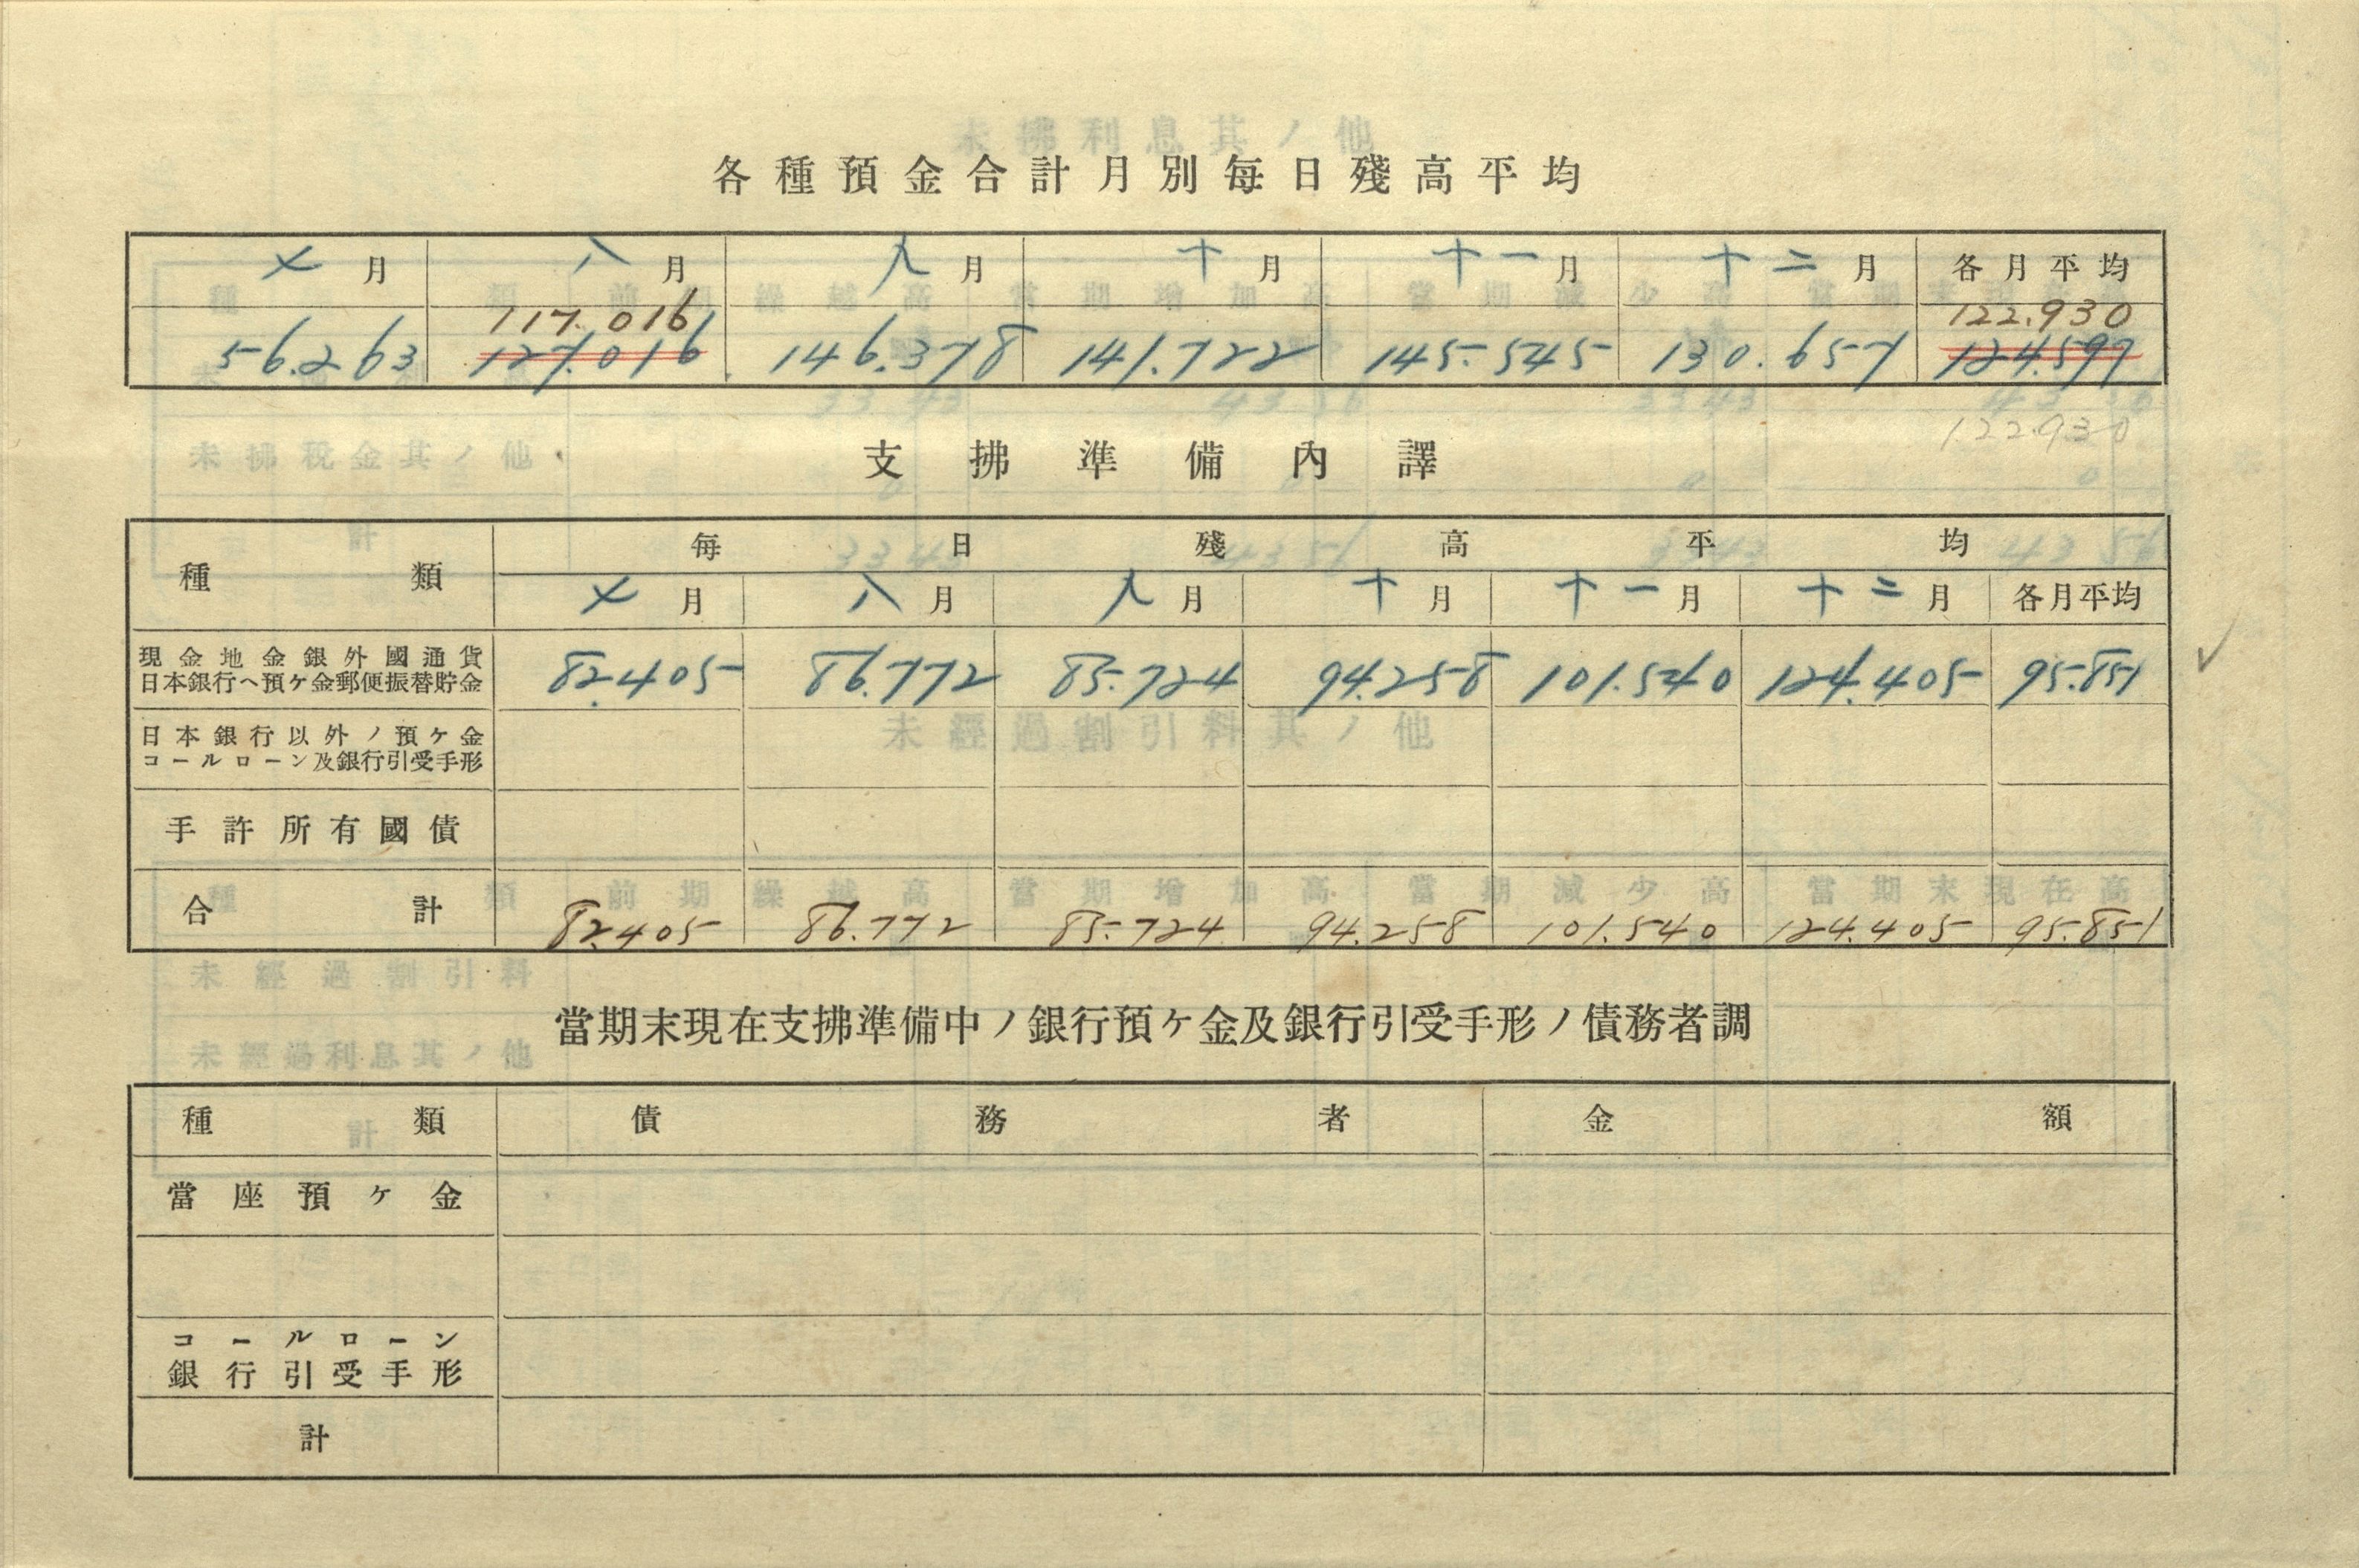 各種預金合計月別每日殘高平均
七月 八月 九月 十月 十一月 十二月 各月平均
117.016 122.930
56.263 127.016 146.378 141.722 145.545 130.657 124.597
122.930
支拂準備內譯
種類 每日殘高平均
七月 八月 九月 十月 十一月 十二月 各月平均
現金地金銀外國通貨
日本銀行ヘ預ケ金郵便振替貯金 82.405 86.772 85.724 94.258 101.540 124.405 95.851
日本銀行以外ノ預ケ金
コールローン及銀行引受手形
手許所有國債
合計 82.405 86.772 85.724 94.258 101.540 124.405 95.851
當期末現在支拂準備中ノ銀行預ケ金及銀行引受手形ノ債務者調
種類 債務者 金額
當座預ケ金
コールローン
銀行引受手形
計